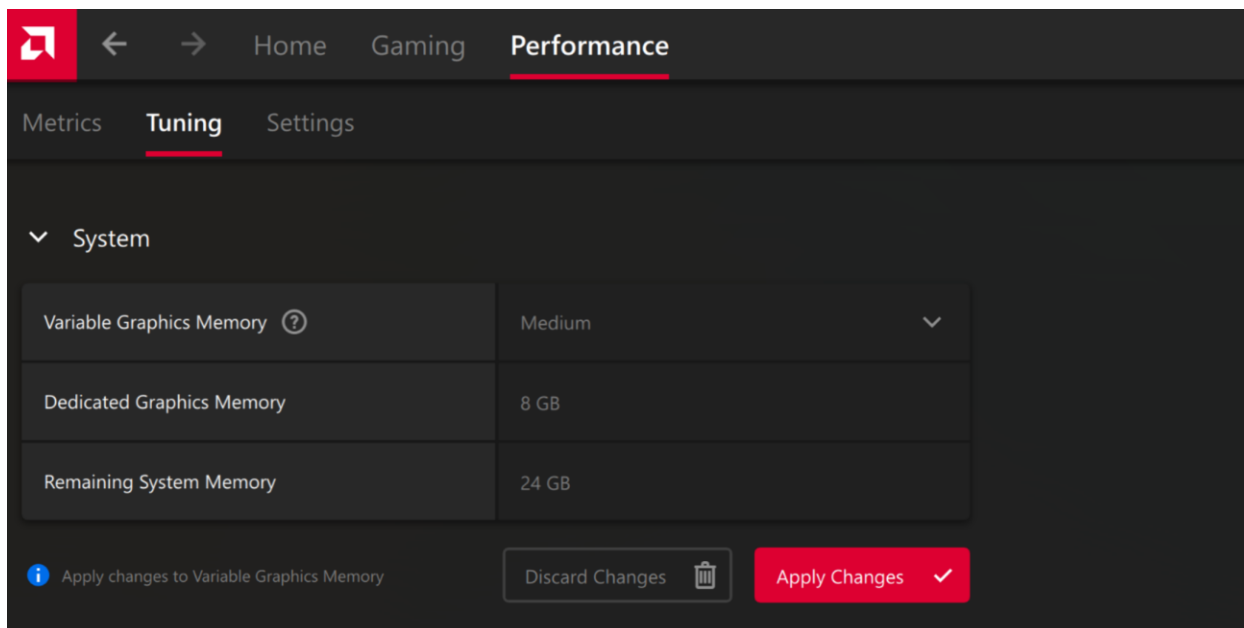 Home Gaming Performance
Metrics Tuning Settings
System
Variable Graphics Memory ? Medium
Dedicated Graphics Memory 8 GB
Remaining System Memory 24 GB
i Apply changes to Variable Graphics Memory Discard Changes Apply Changes